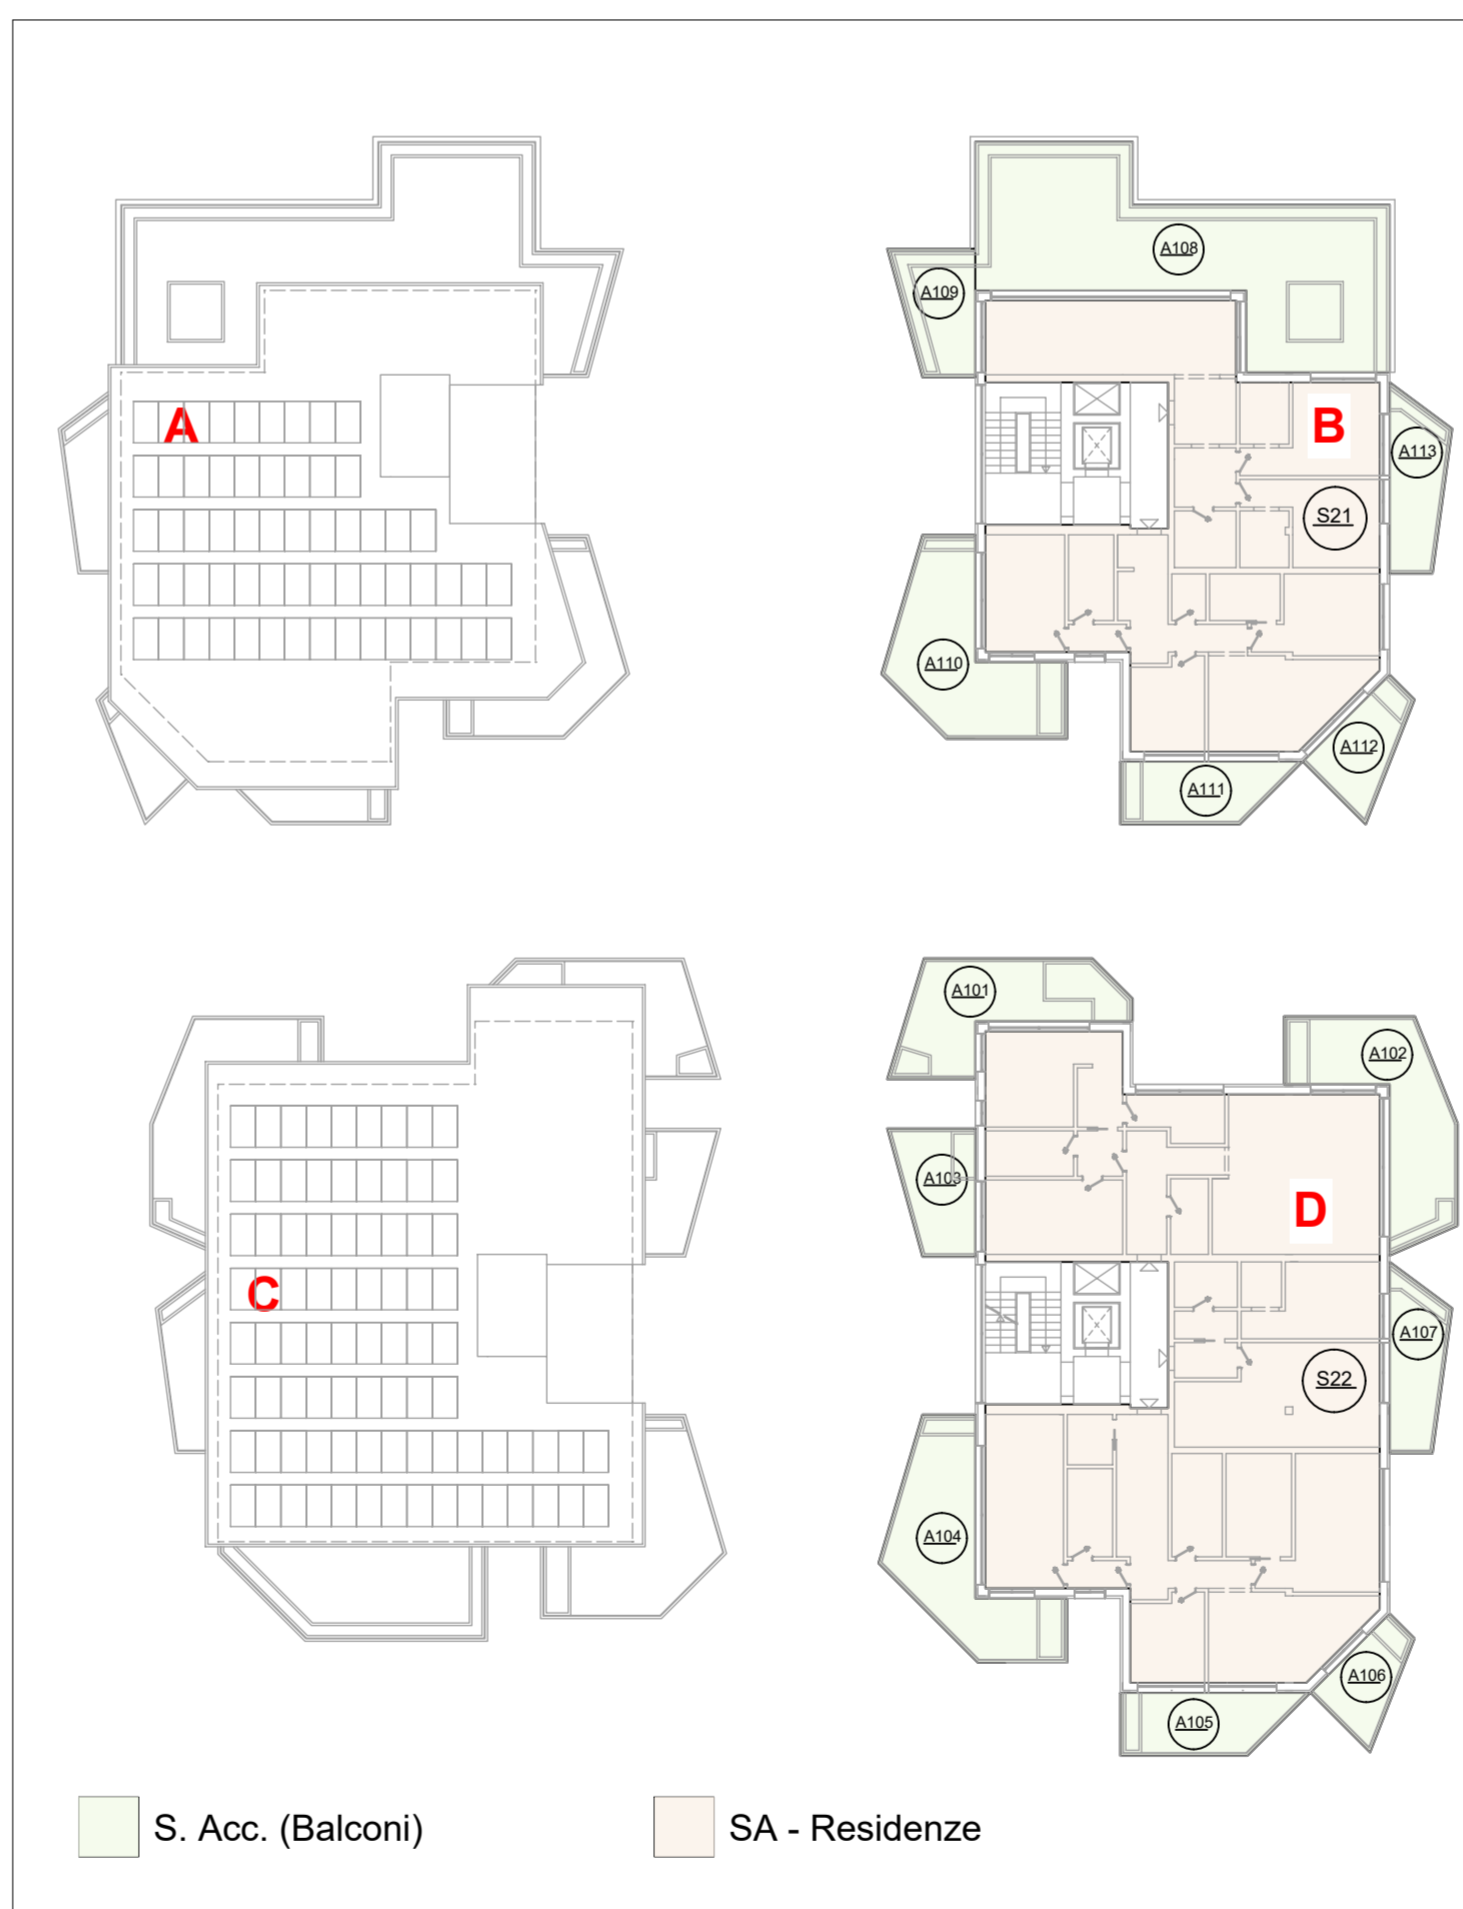 A108
A109
A
B
A113
S21
A110
A112
A111
A101
A102
A103
D
C
A107
S22
A104
A106
A105
S. Acc. (Balconi)
SA - Residenze